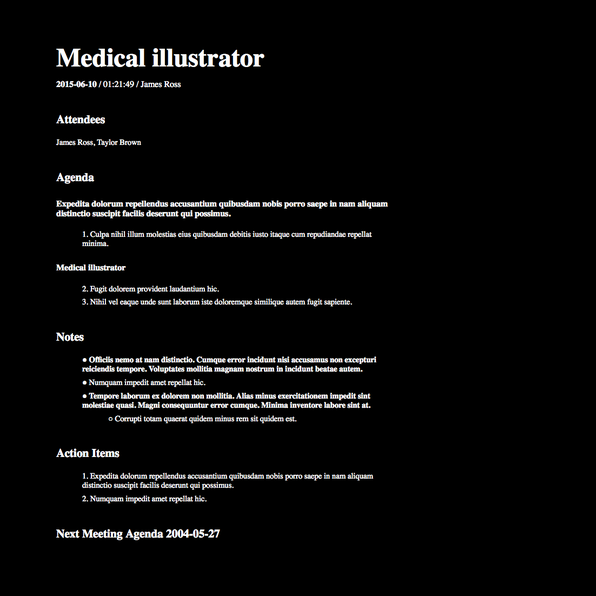 Medical illustrator
2015-06-10 / 01:21:49 / James Ross
Attendees
James Ross, Taylor Brown
Agenda
Expedita dolorum repellendus accusantium quibusdam nobis porro saepe in nam aliquam
distinctio suscipit facilis deserunt qui possimus.
1. Culpa nihil illum molestias eius quibusdam debitis iusto itaque cum repudiandae repellat
minima.
Medical illustrator
2. Fugit dolorem provident laudantium hic.
3. Nihil vel eaque unde sunt laborum iste doloremque similique autem fugit sapiente.
Notes
● Officiis nemo at nam distinctio. Cumque error incidunt nisi accusamus non excepturi
reiciendis tempore. Voluptates mollitia magnam nostrum in incidunt beatae autem.
● Numquam impedit amet repellat hic.
● Tempore laborum ex dolorem non mollitia. Alias minus exercitationem impedit sint
molestiae quasi. Magni consequuntur error cumque. Minima inventore labore sint at.
○ Corrupti totam quaerat quidem minus rem sit quidem est.
Action Items
1. Expedita dolorum repellendus accusantium quibusdam nobis porro saepe in nam aliquam
distinctio suscipit facilis deserunt qui possimus.
2. Numquam impedit amet repellat hic.
Next Meeting Agenda 2004-05-27